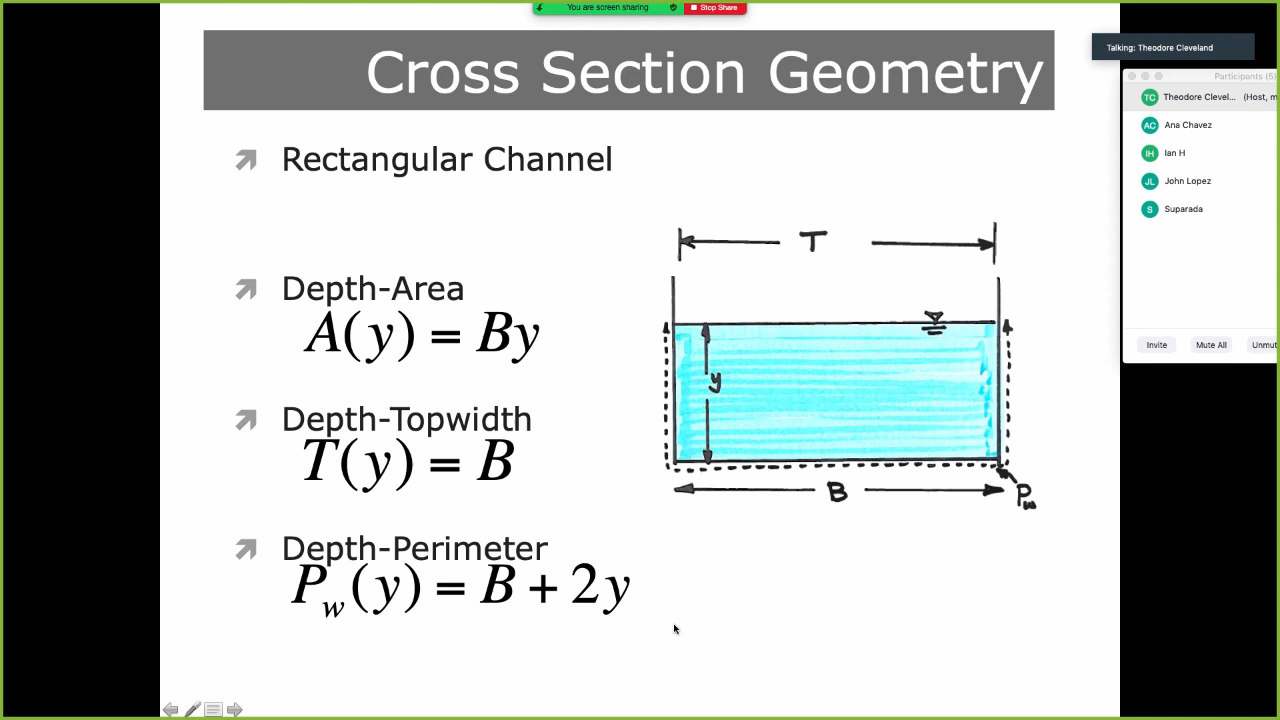 You are screen sharing
Stop Share
Talking: Theodore Cleveland
Cross Section Geometry
Participants (5)
TC Theodore Clevel... (Host, m
AC Ana Chavez
IH Ian H
JL John Lopez
S Suparada
Invite Mute All Unmut
Rectangular Channel
Depth-Area
A(y) = By
Depth-Topwidth
T(y) = B
Depth-Perimeter
P_w(y) = B + 2y
T
y
B
P_w